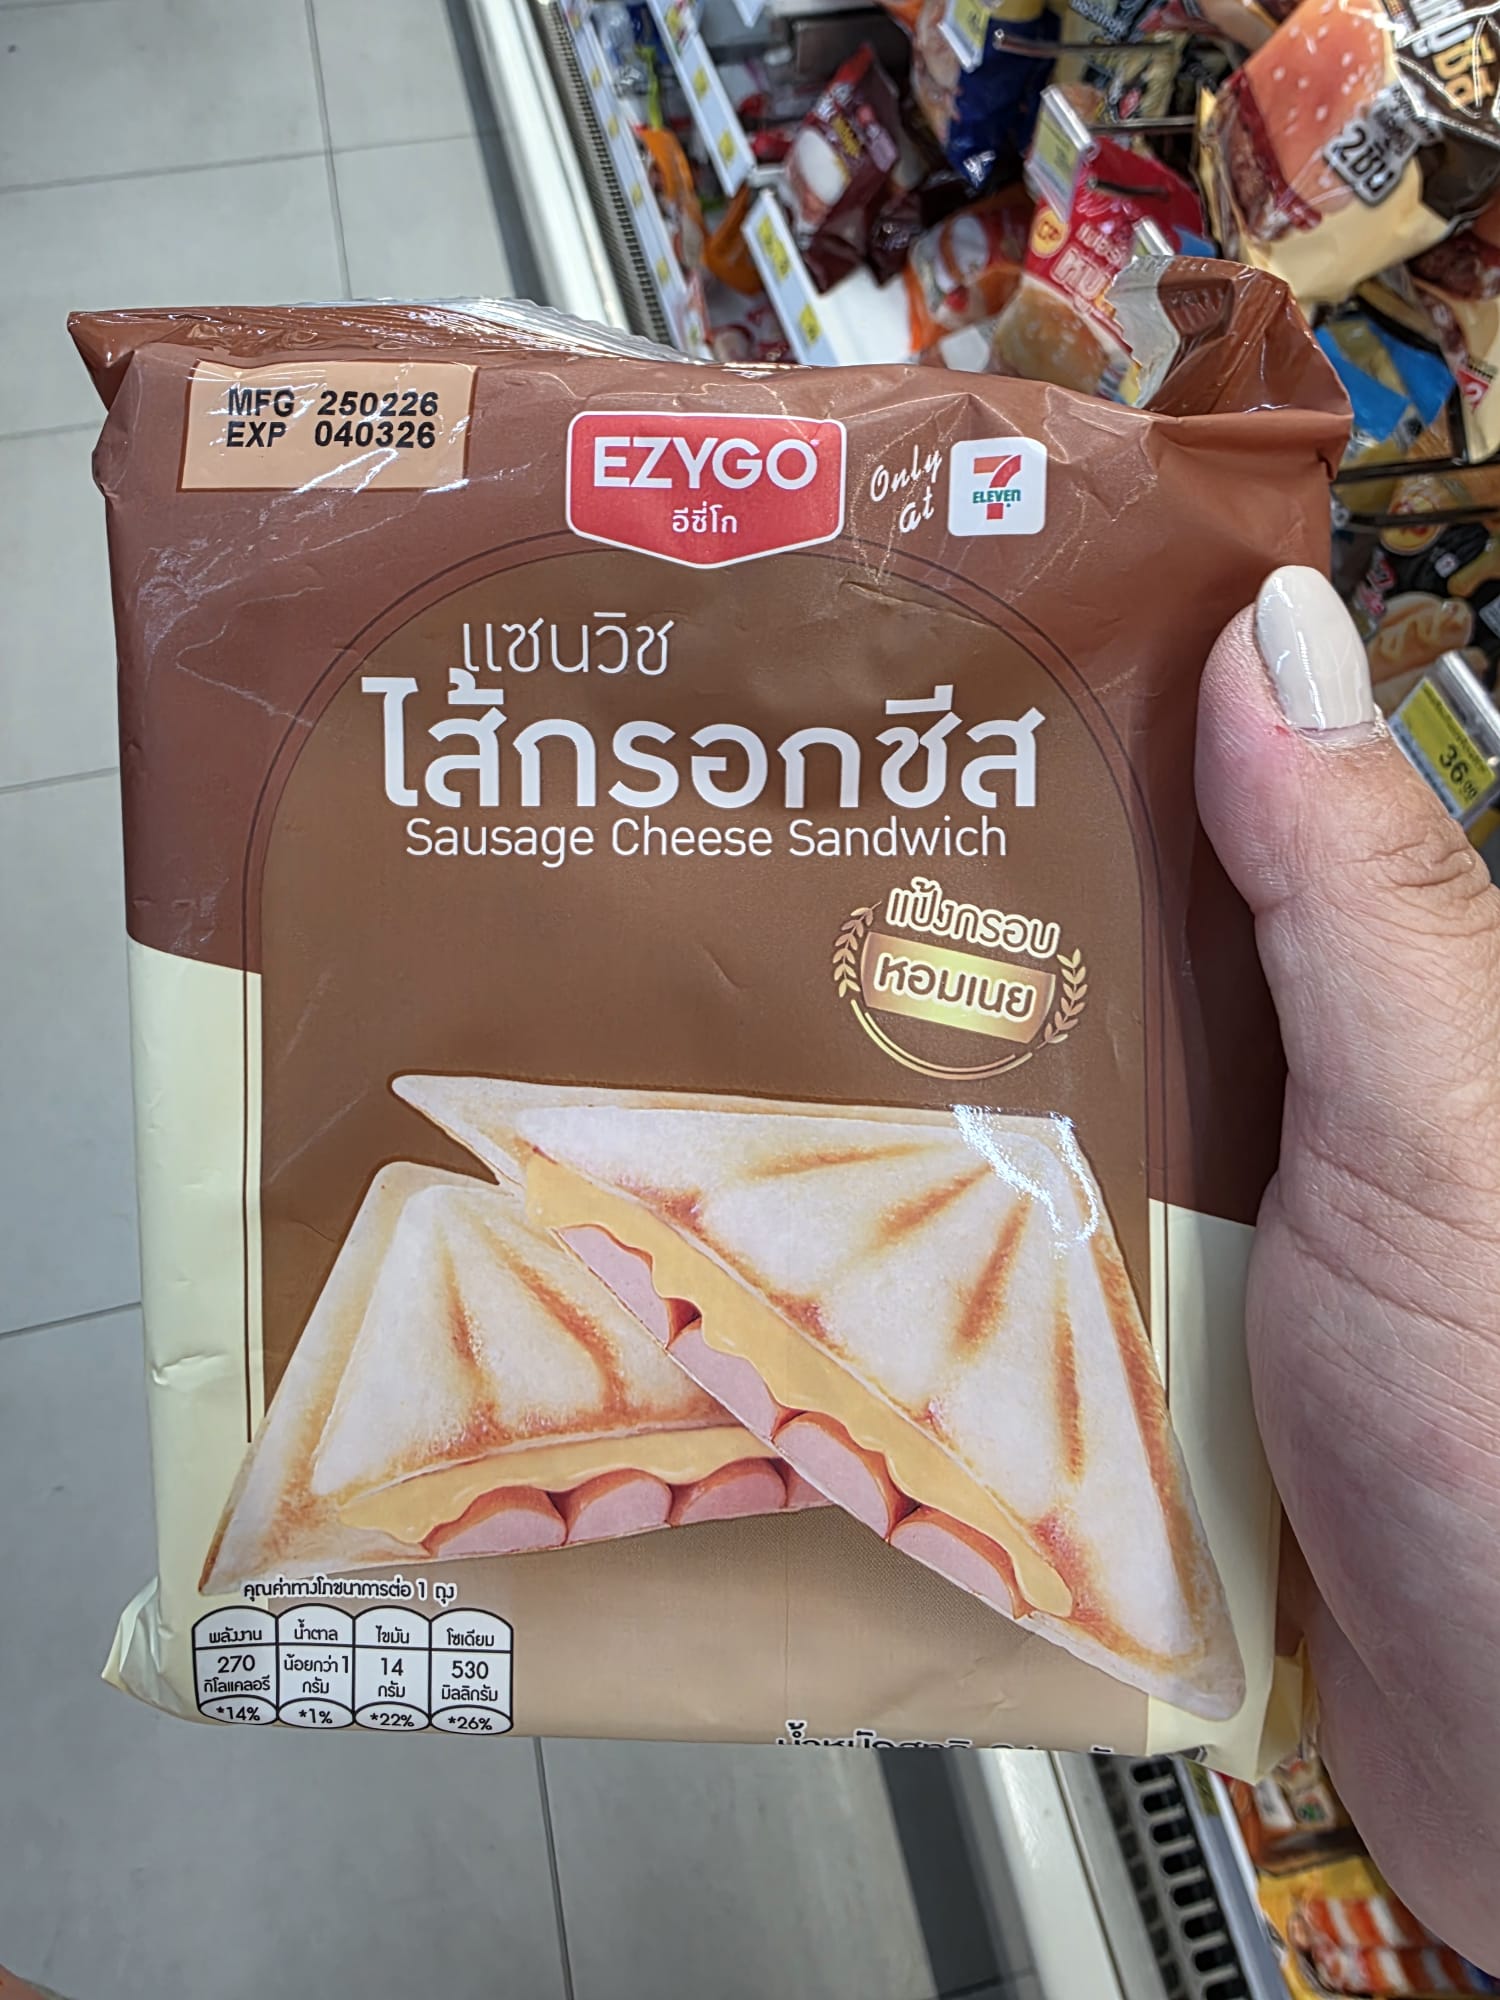 MFG 250226
EXP 040326
EZYGO
อีซี่โก
Only at
7
ELEVEn
แซนวิช
ไส้กรอกชีส
Sausage Cheese Sandwich
แป้งกรอบ
หอมเนย
คุณค่าทางโภชนาการต่อ 1 ถุง
พลังงาน น้ำตาล ไขมัน โซเดียม
270 น้อยกว่า 1 14 530
กิโลแคลอรี กรัม กรัม มิลลิกรัม
*14% *1% *22% *26%
2ชิ้น
CP
36.00